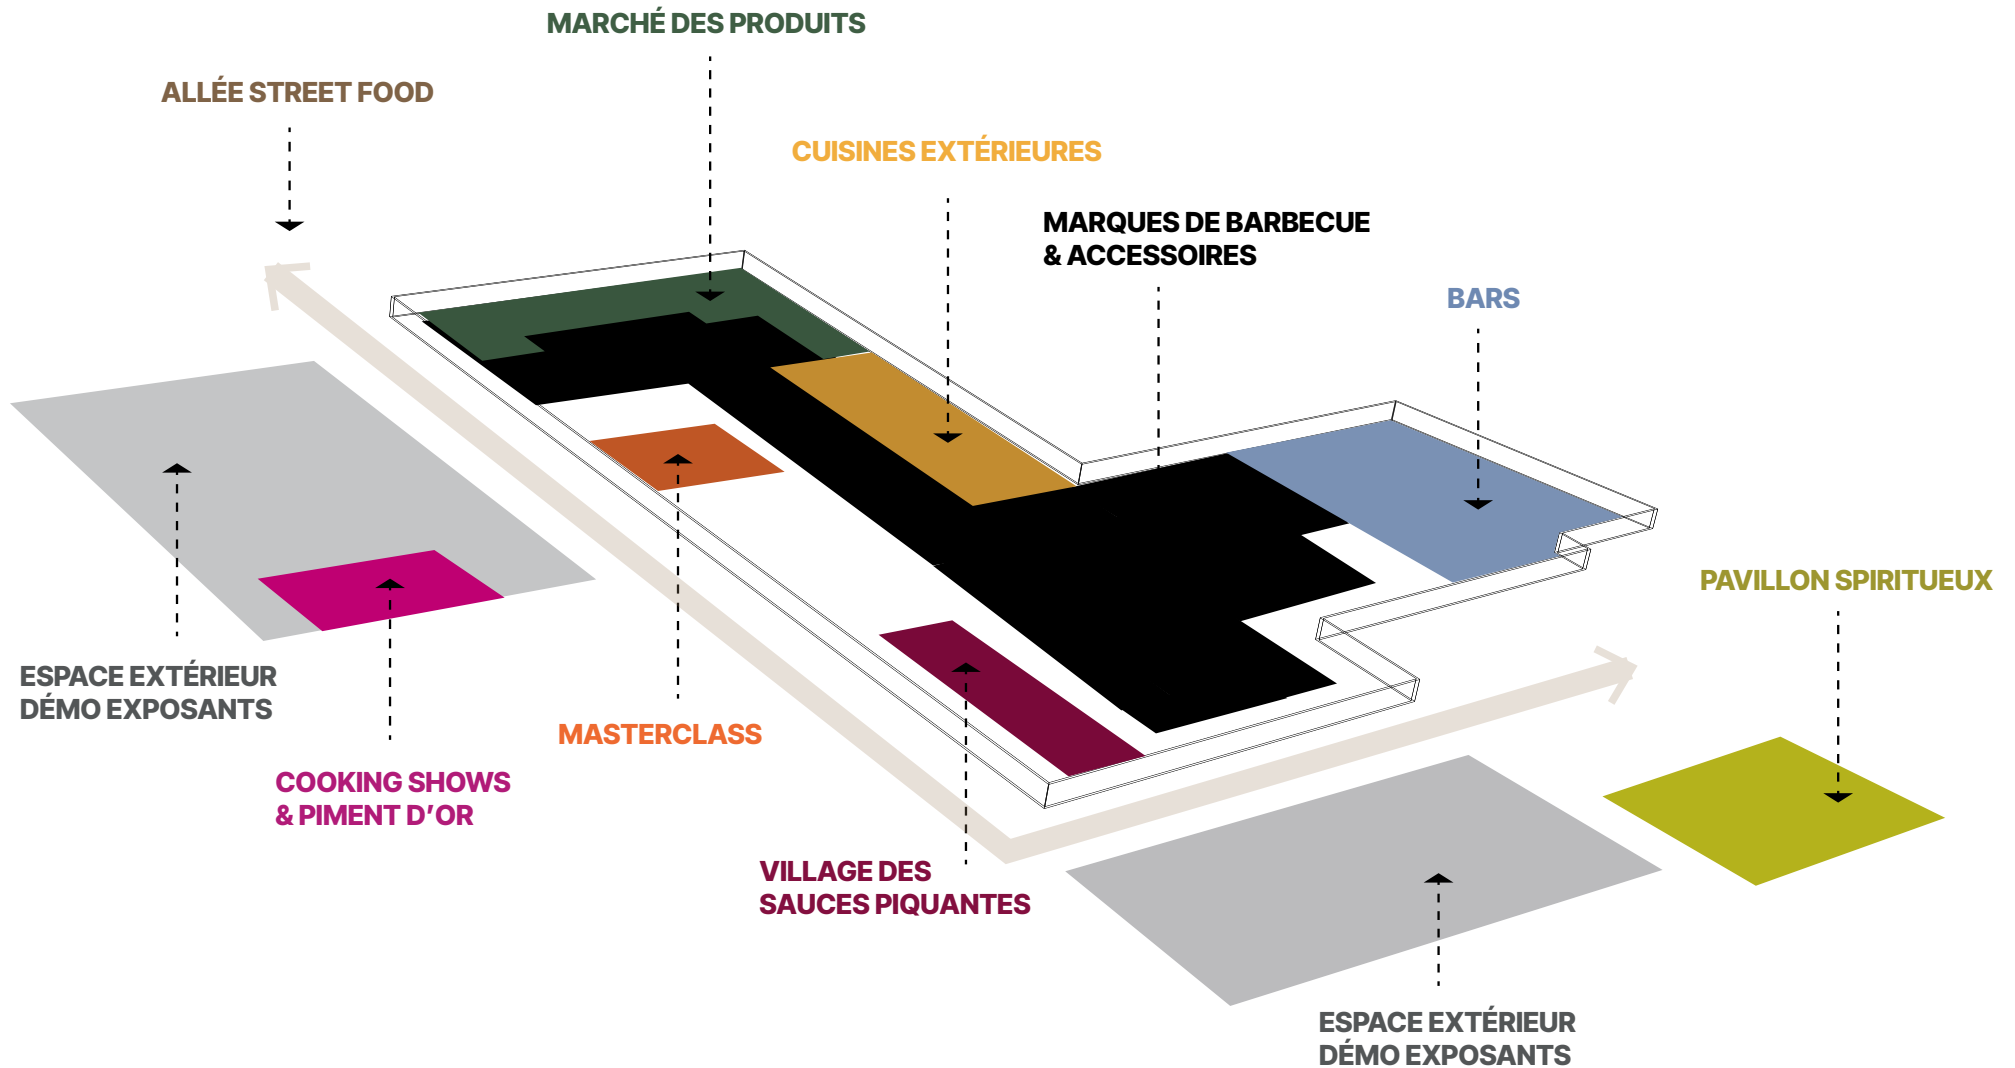 MARCHÉ DES PRODUITS
ALLÉE STREET FOOD
CUISINES EXTÉRIEURES
MARQUES DE BARBECUE
& ACCESSOIRES
BARS
PAVILLON SPIRITUEUX
ESPACE EXTÉRIEUR
DÉMO EXPOSANTS
MASTERCLASS
COOKING SHOWS
& PIMENT D’OR
VILLAGE DES
SAUCES PIQUANTES
ESPACE EXTÉRIEUR
DÉMO EXPOSANTS